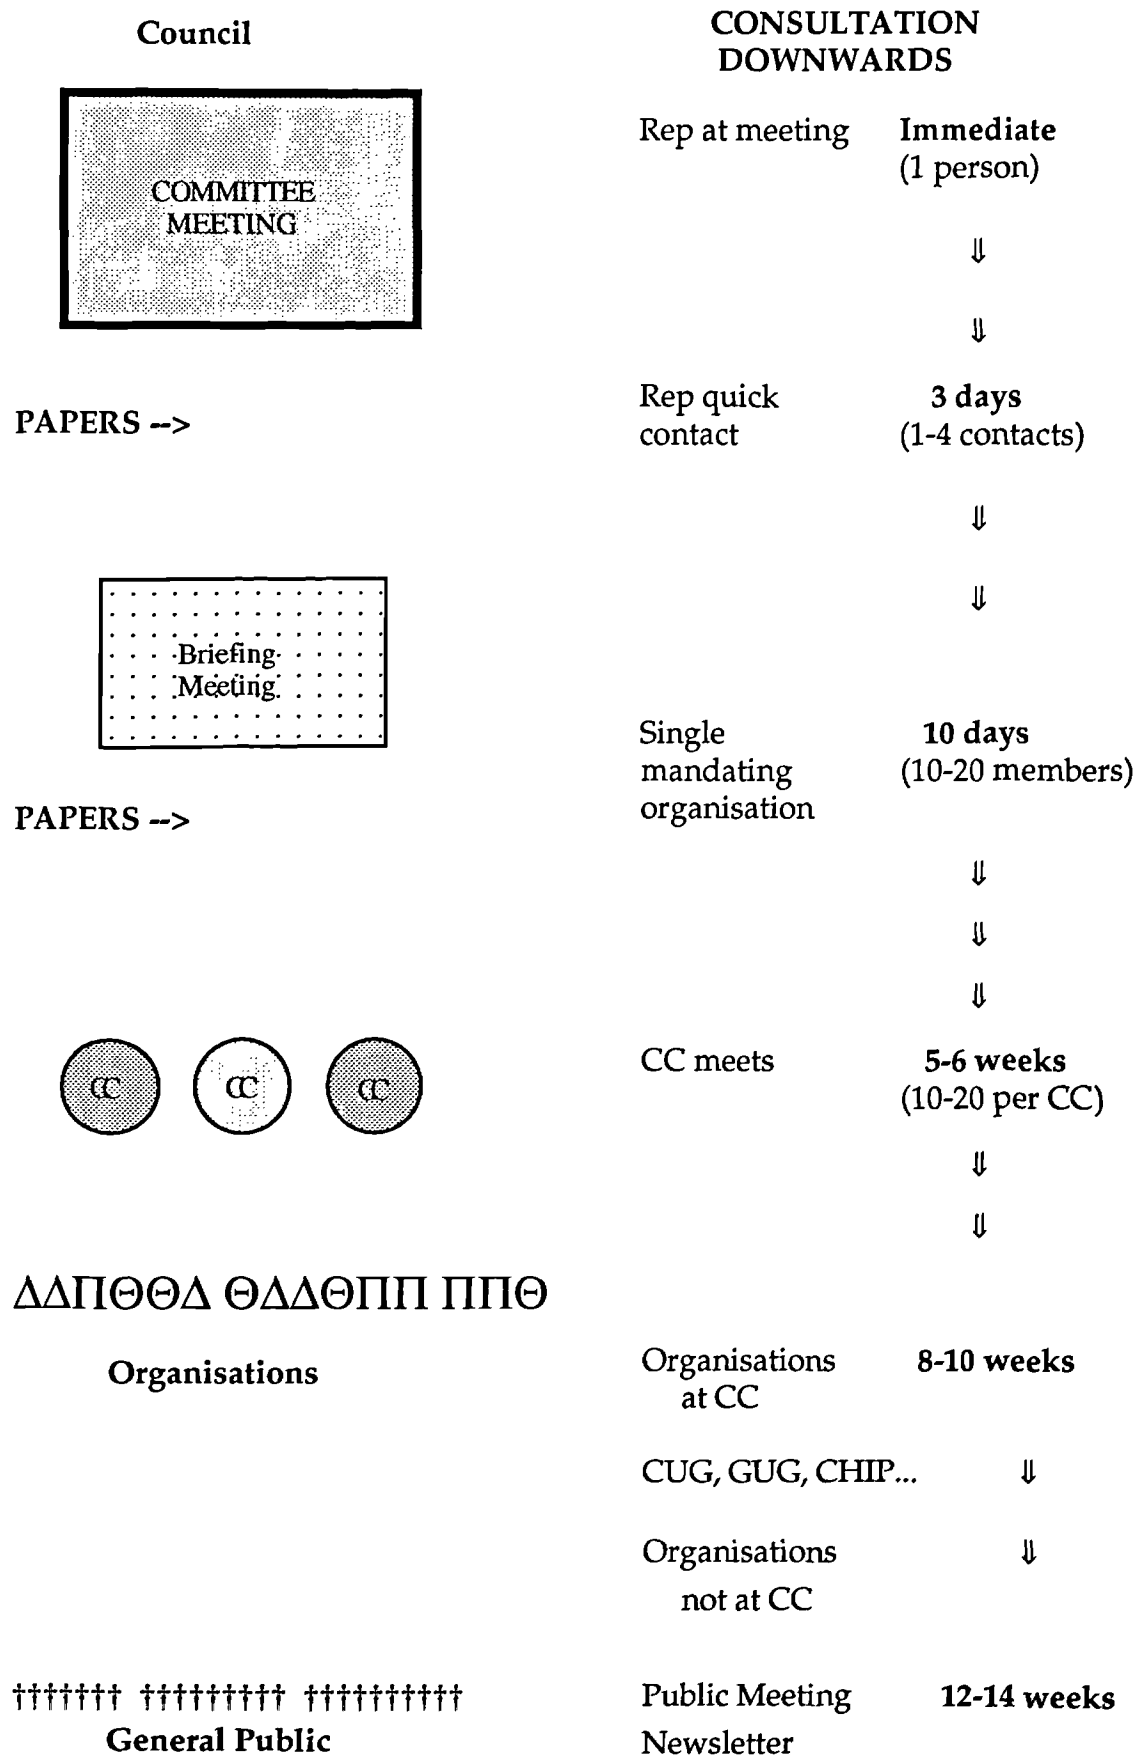 Council
CONSULTATION
DOWNWARDS
COMMITTEE
MEETING
Rep at meeting Immediate
(1 person)
⇓
⇓
PAPERS -->
Rep quick 3 days
contact (1-4 contacts)
⇓
⇓
Briefing
Meeting
Single 10 days
mandating (10-20 members)
organisation
PAPERS -->
⇓
⇓
⇓
CC CC CC
CC meets 5-6 weeks
(10-20 per CC)
⇓
⇓
ΔΔΠΘΘΔ ΘΔΔΘΠΠ ΠΠΘ
Organisations
Organisations 8-10 weeks
at CC
CUG, GUG, CHIP... ⇓
Organisations ⇓
not at CC
††††††† ††††††††† ††††††††††
General Public
Public Meeting 12-14 weeks
Newsletter